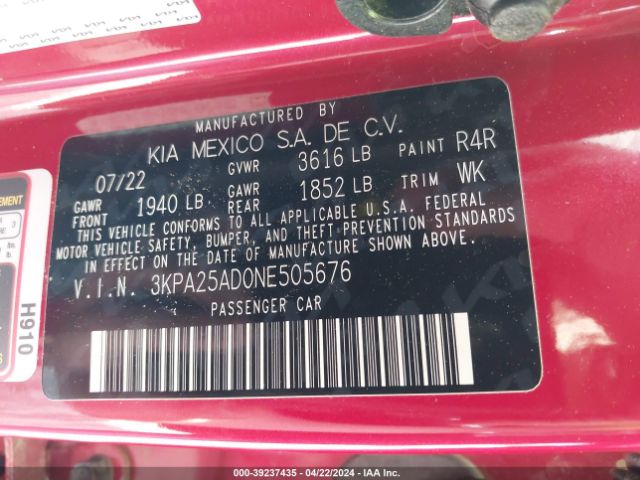 MANUFACTURED BY
KIA MEXICO S.A. DE C.V.
07/22 GVWR 3616 LB PAINT R4R
GAWR FRONT 1940 LB GAWR REAR 1852 LB TRIM WK
THIS VEHICLE CONFORMS TO ALL APPLICABLE U.S.A. FEDERAL
MOTOR VEHICLE SAFETY, BUMPER, AND THEFT PREVENTION STANDARDS
IN EFFECT ON THE DATE OF MANUFACTURE SHOWN ABOVE.
V.I.N. 3KPA25AD0NE505676
PASSENGER CAR
H910
000-39237435 - 04/22/2024 - IAA Inc.